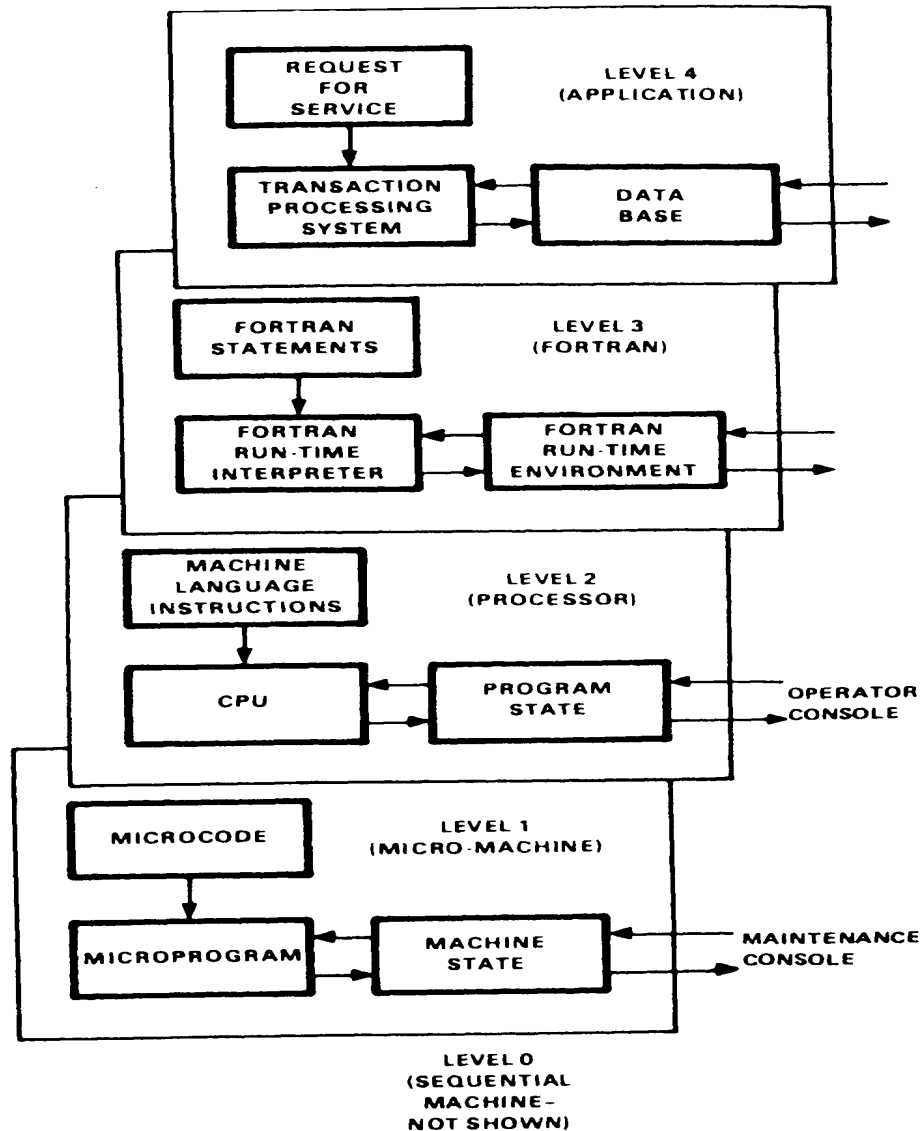 REQUEST
FOR
SERVICE
LEVEL 4
(APPLICATION)
TRANSACTION
PROCESSING
SYSTEM
DATA
BASE
FORTRAN
STATEMENTS
LEVEL 3
(FORTRAN)
FORTRAN
RUN-TIME
INTERPRETER
FORTRAN
RUN-TIME
ENVIRONMENT
MACHINE
LANGUAGE
INSTRUCTIONS
LEVEL 2
(PROCESSOR)
CPU
PROGRAM
STATE
OPERATOR
CONSOLE
MICROCODE
LEVEL 1
(MICRO-MACHINE)
MICROPROGRAM
MACHINE
STATE
MAINTENANCE
CONSOLE
LEVEL 0
(SEQUENTIAL
MACHINE-
NOT SHOWN)